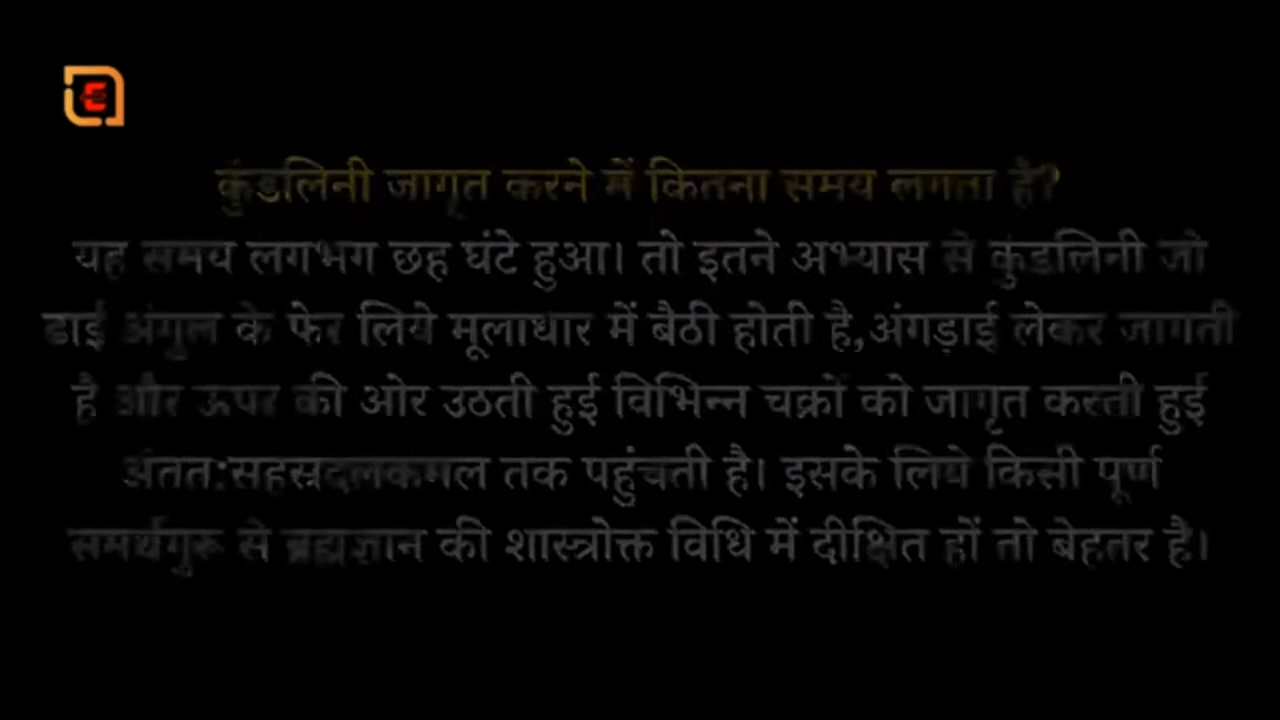 कुंडलिनी जागृत करने में कितना समय लगता है?
यह समय लगभग छह घंटे हुआ। तो इतने अभ्यास से कुंडलिनी जो
ढाई अंगुल के फेर लिये मूलाधार में बैठी होती है,अंगड़ाई लेकर जागती
है और ऊपर की ओर उठती हुई विभिन्न चक्रों को जागृत करती हुई
अंतत:सहस्रदलकमल तक पहुंचती है। इसके लिये किसी पूर्ण
समर्थगुरू से ब्रह्मज्ञान की शास्त्रोक्त विधि में दीक्षित हों तो बेहतर है।